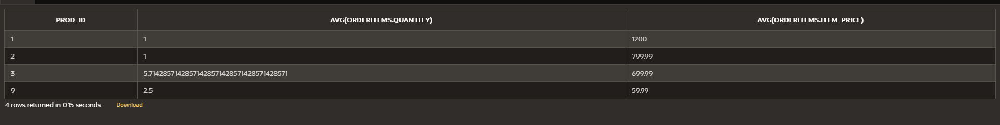 PROD_ID AVG(ORDERITEMS.QUANTITY) AVG(ORDERITEMS.ITEM_PRICE)
1 1 1200
2 1 799.99
3 5.71428571428571428571428571428571428571 699.99
9 2.5 59.99
4 rows returned in 0.15 seconds Download